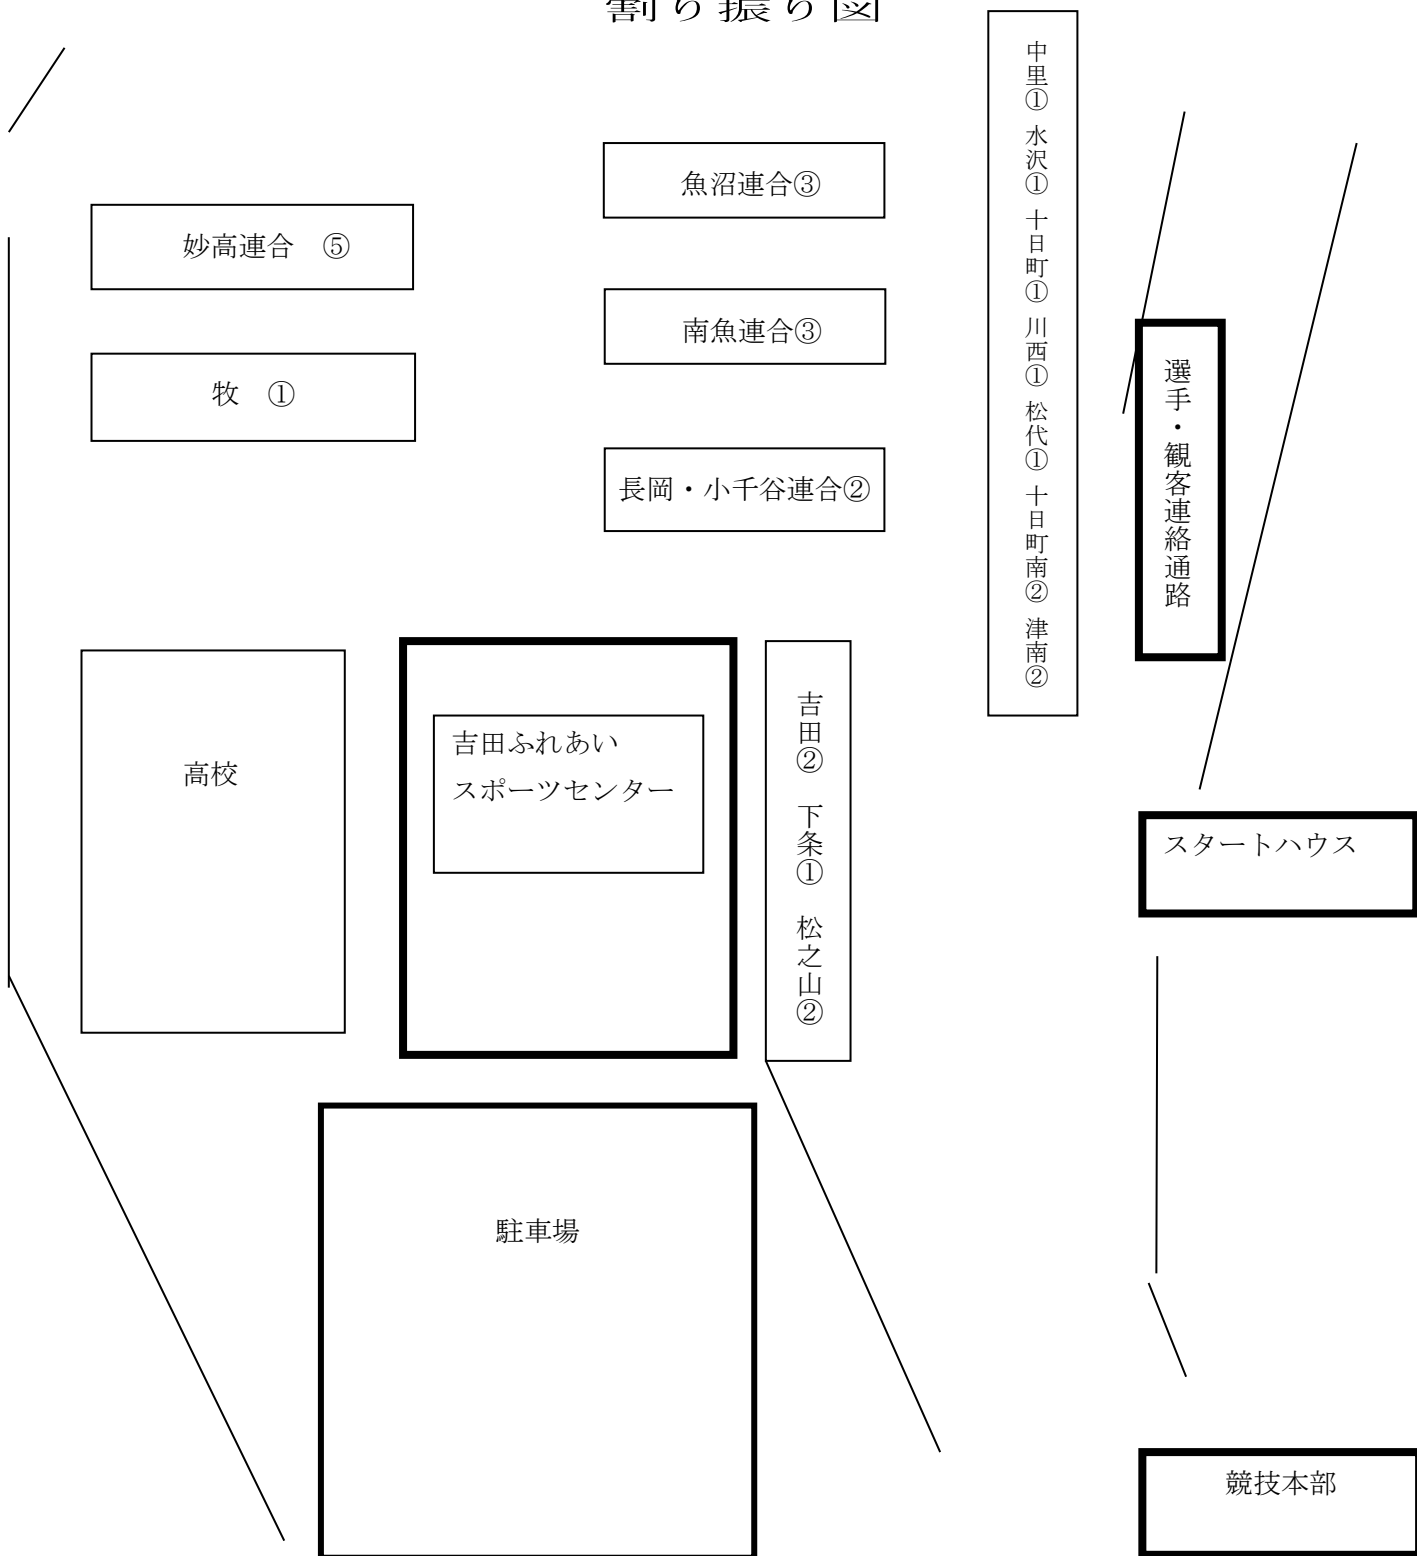 割り振り図
中里① 水沢① 十日町① 川西① 松代① 十日町南② 津南②
魚沼連合③
妙高連合　⑤
南魚連合③
牧　①
長岡・小千谷連合②
選手・観客連絡通路
高校
吉田ふれあい
スポーツセンター
吉田②　下条①　松之山②
スタートハウス
駐車場
競技本部